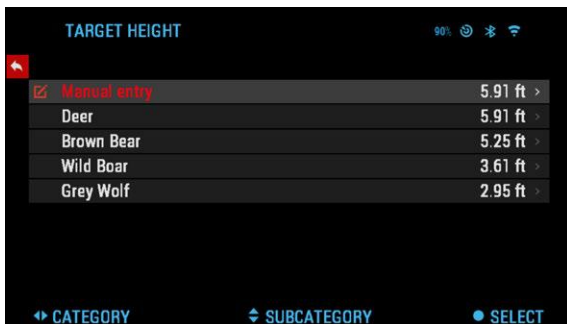 TARGET HEIGHT 90%
Manual entry 5.91 ft >
Deer 5.91 ft >
Brown Bear 5.25 ft >
Wild Boar 3.61 ft >
Grey Wolf 2.95 ft >
CATEGORY SUBCATEGORY SELECT